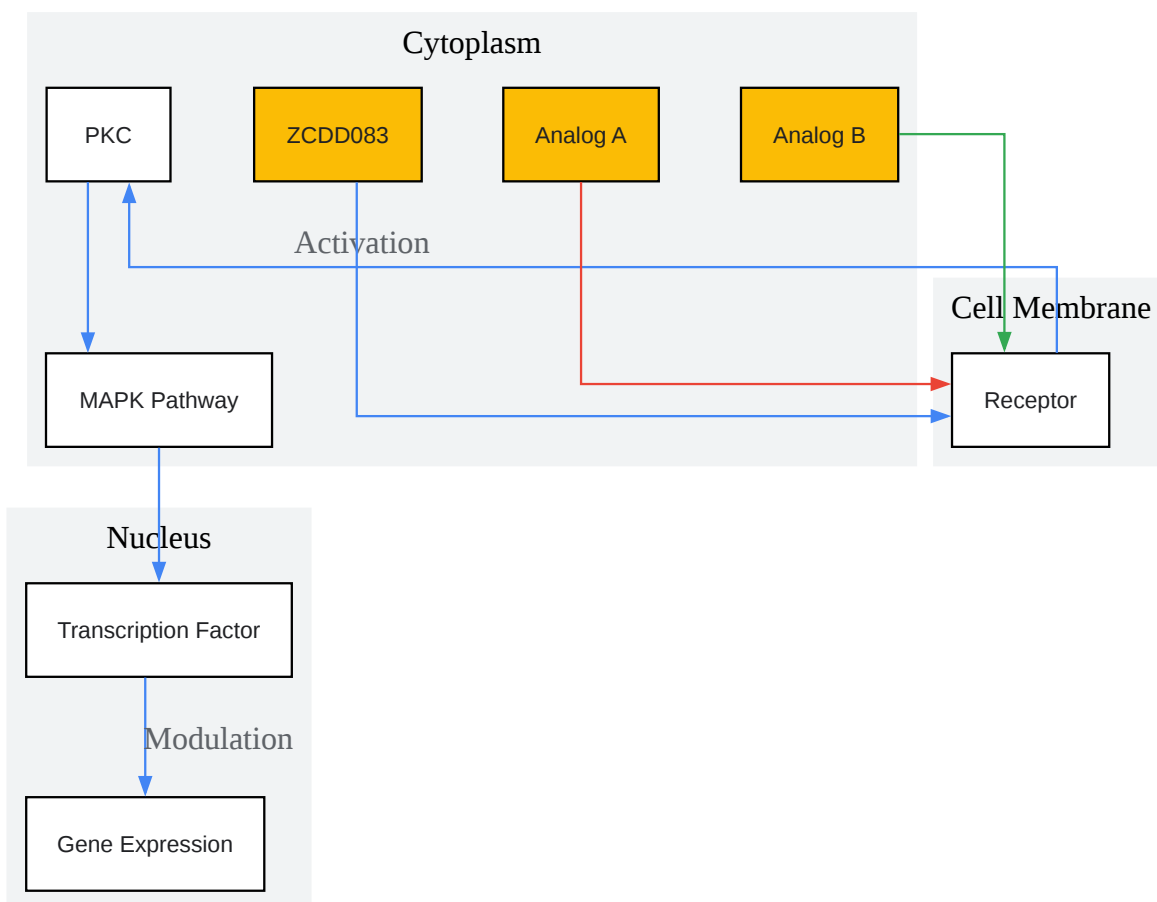 Cytoplasm
PKC
ZCDD083
Analog A
Analog B
Activation
Cell Membrane
MAPK Pathway
Receptor
Nucleus
Transcription Factor
Modulation
Gene Expression